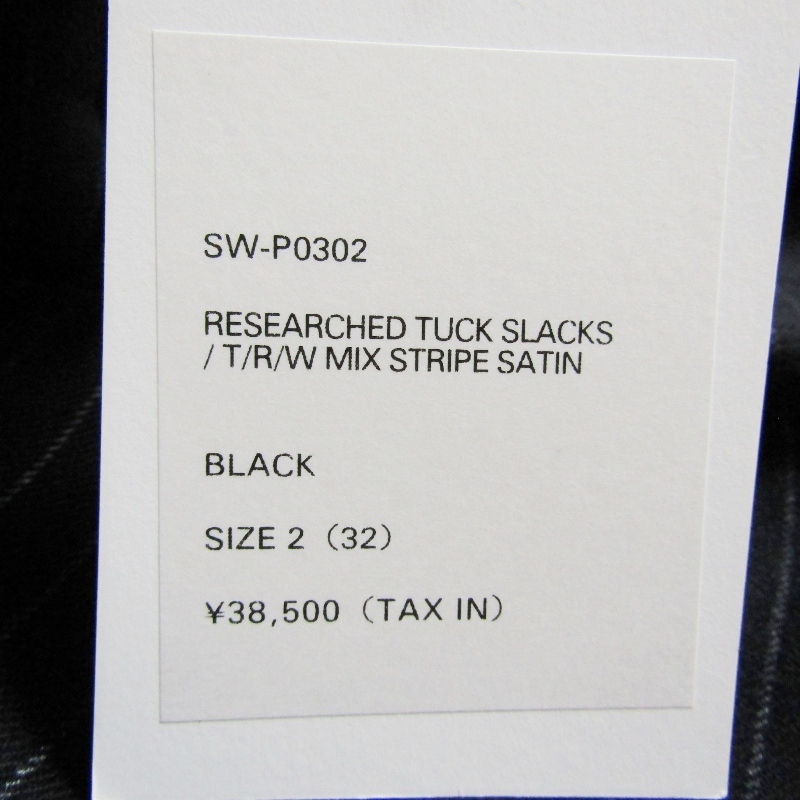 SW-P0302
RESEARCHED TUCK SLACKS
/ T/R/W MIX STRIPE SATIN
BLACK
SIZE 2（32）
¥38,500（TAX IN）